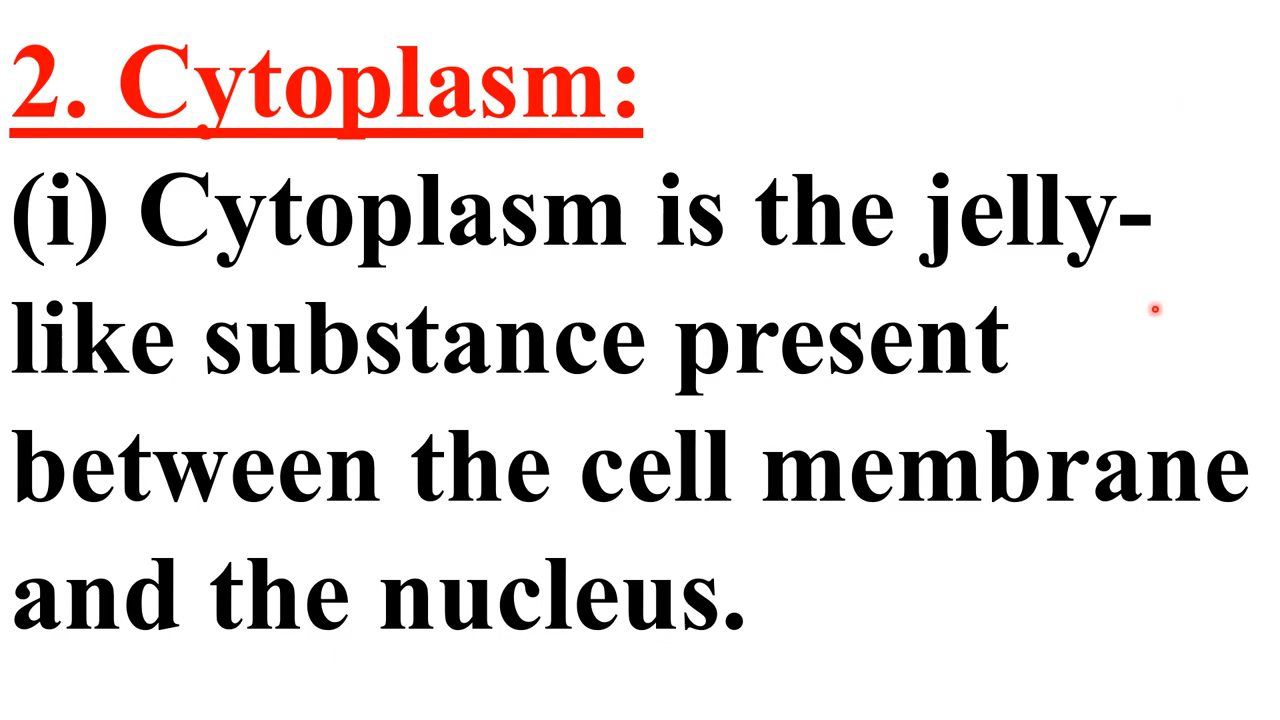 2. Cytoplasm:
(i) Cytoplasm is the jelly-
like substance present
between the cell membrane
and the nucleus.